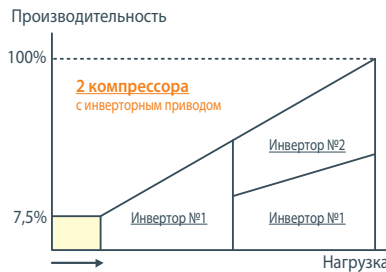 Производительность
100%
2 компрессора
с инверторным приводом
Инвертор №2
7,5%
Инвертор №1
Инвертор №1
Нагрузка